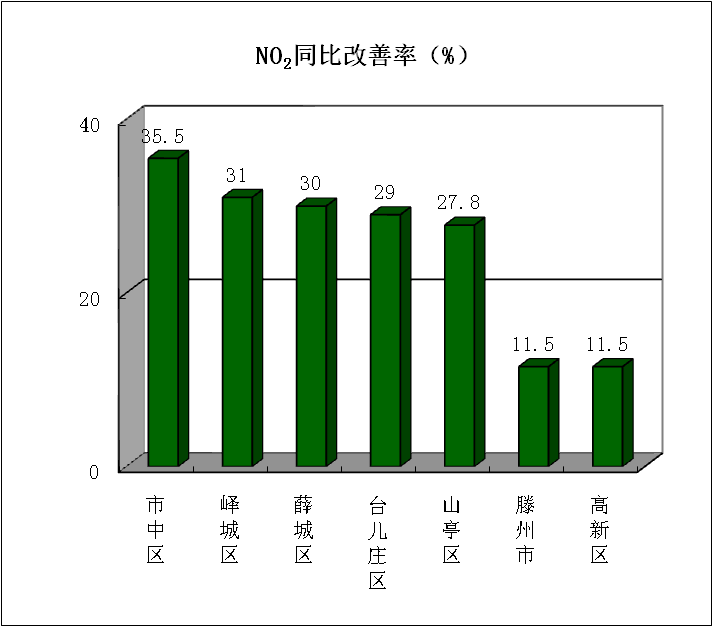 NO₂同比改善率（%）
40
20
0
35.5
31
30
29
27.8
11.5
11.5
市中区
峄城区
薛城区
台儿庄区
山亭区
滕州市
高新区